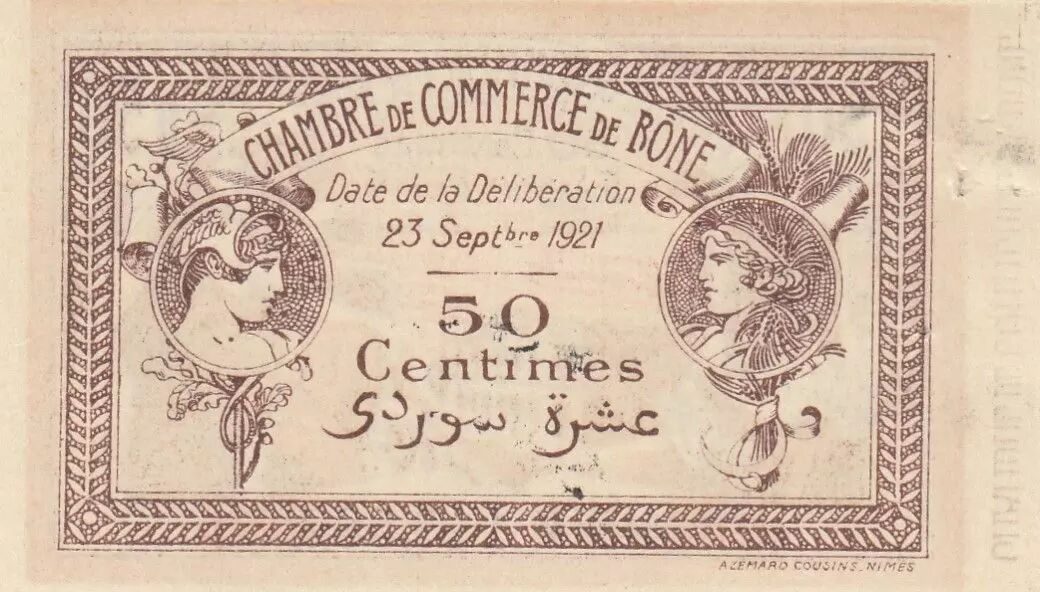 CHAMBRE DE COMMERCE DE BÔNE
Date de la Délibération
23 Septbre 1921
50
Centimes
عشرة سوردى
AZEMARD COUSINS. NIMES